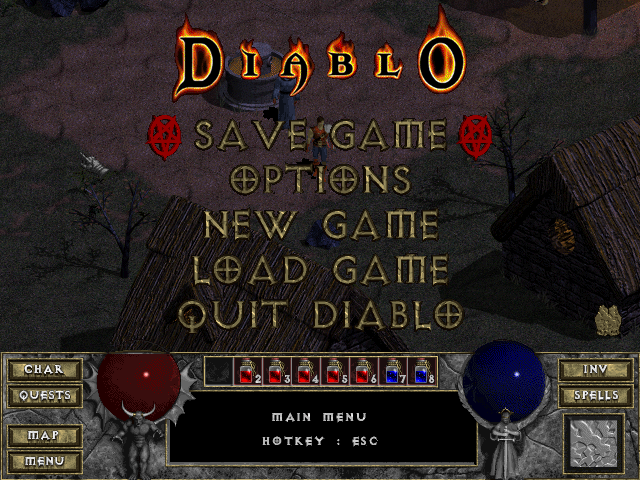 DIABLO
SAVE GAME
OPTIONS
NEW GAME
LOAD GAME
QUIT DIABLO
CHAR
QUESTS
MAP
MENU
2 3 4 5 6 7 8
MAIN MENU
HOTKEY : ESC
INV
SPELLS